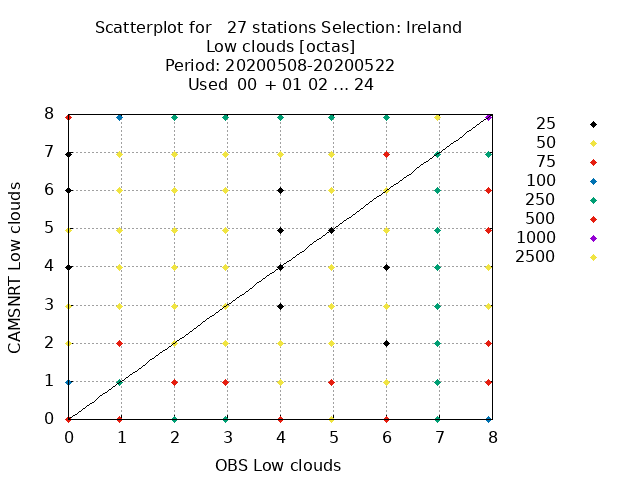 Scatterplot for   27 stations Selection: Ireland
Low clouds [octas]
Period: 20200508-20200522
Used  00 + 01 02 ... 24
8
7
6
5
4
3
2
1
0
CAMSNRT Low clouds
0 1 2 3 4 5 6 7 8
OBS Low clouds
25
50
75
100
250
500
1000
2500